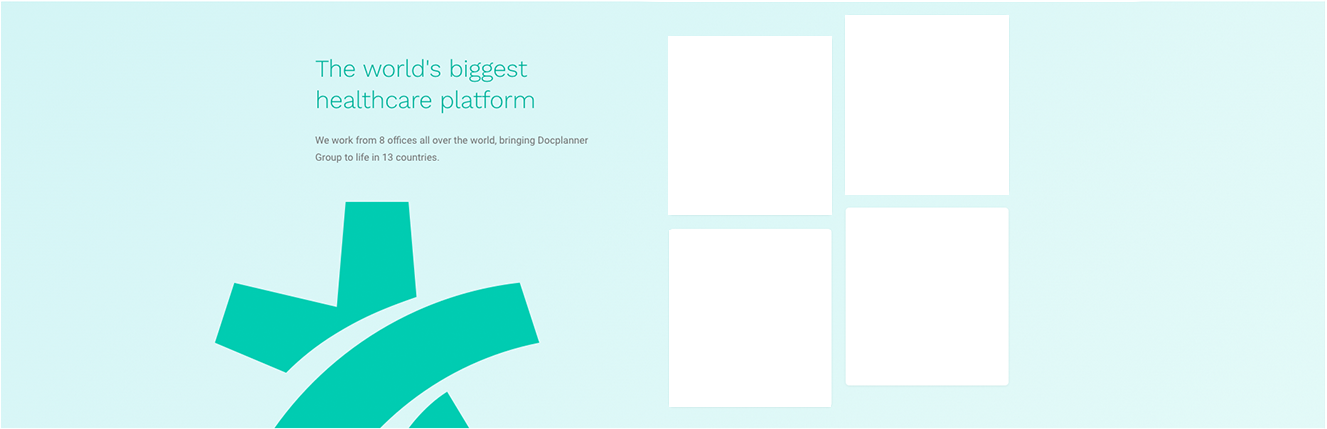 The world's biggest
healthcare platform
We work from 8 offices all over the world, bringing Docplanner
Group to life in 13 countries.